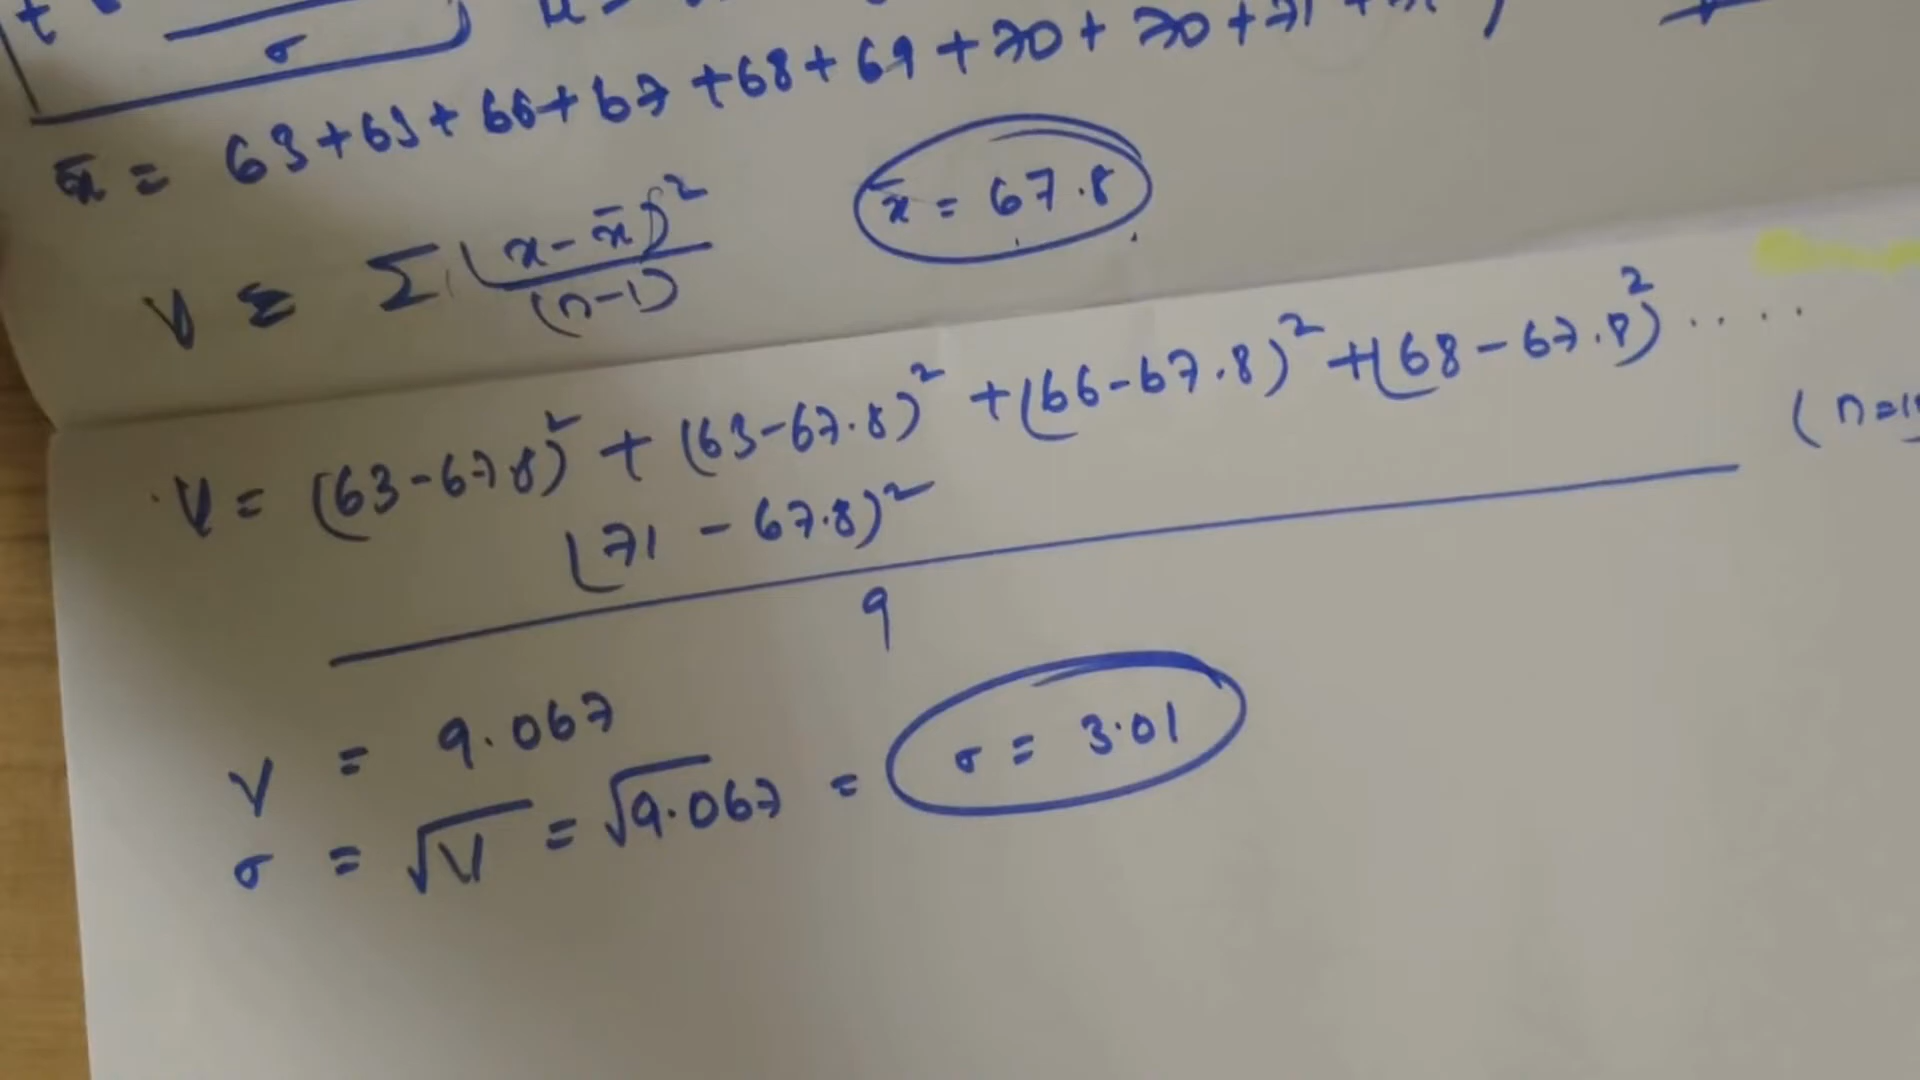 t
σ
x̄ = 63+63+66+67+68+69+70+70+71+71
V = Σ (x-x̄)² / (n-1)
x̄ = 67.8
V = (63-67.8)² + (63-67.8)² + (66-67.8)² + (68-67.8)² .....
(71 - 67.8)²
(n=10
9
V = 9.067
σ = √V = √9.067 = σ = 3.01